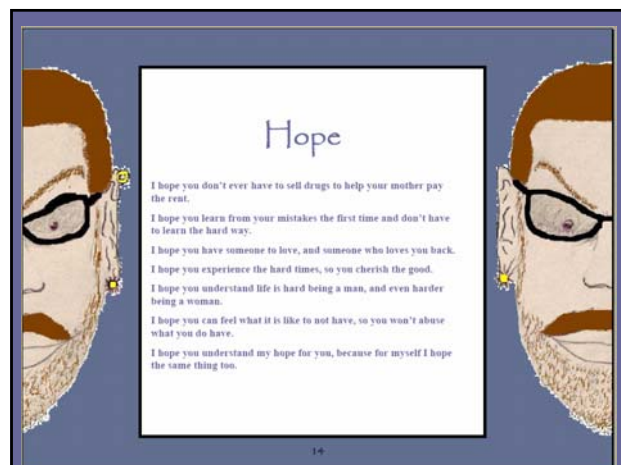 Hope
I hope you don't ever have to sell drugs to help your mother pay
the rent.
I hope you learn from your mistakes the first time and don't have
to learn the hard way.
I hope you have someone to love, and someone who loves you back.
I hope you experience the hard times, so you cherish the good.
I hope you understand life is hard being a man, and even harder
being a woman.
I hope you can feel what it is like to not have, so you won't abuse
what you do have.
I hope you understand my hope for you, because for myself I hope
the same thing too.
14